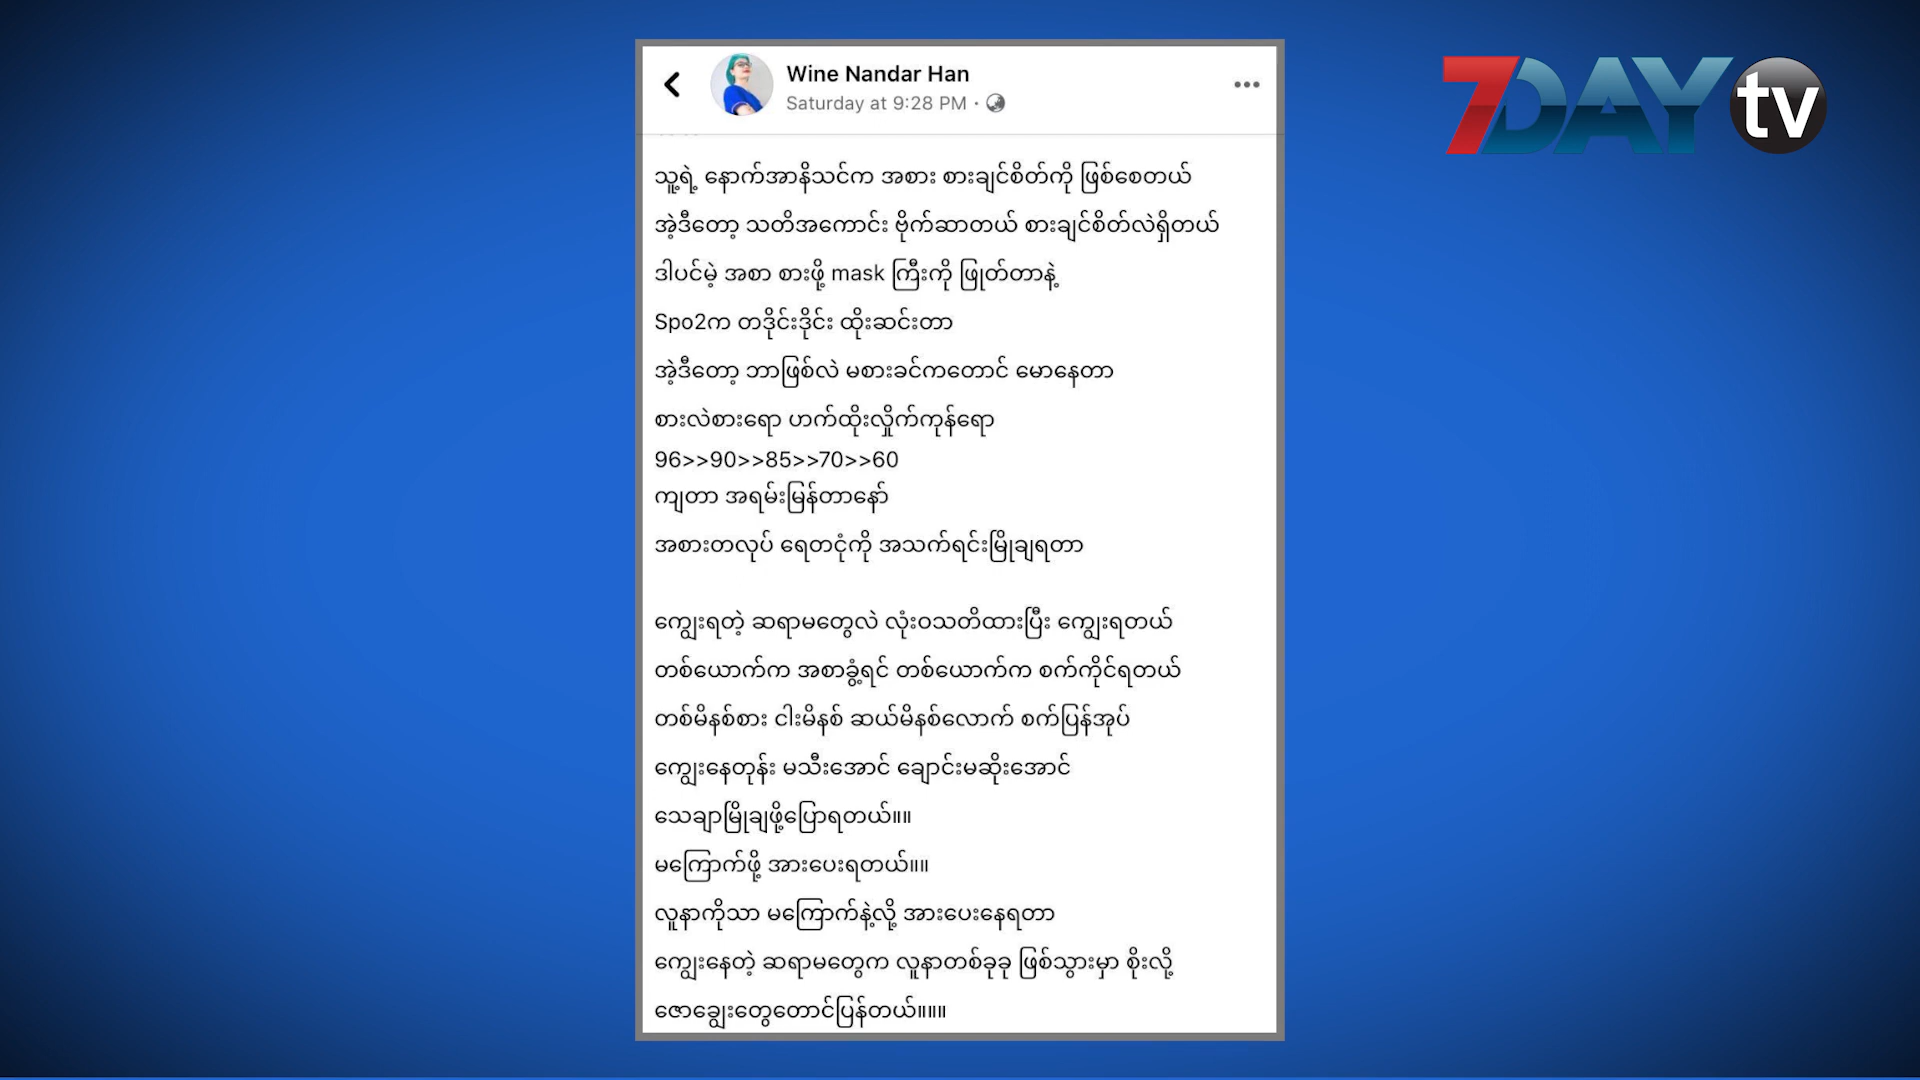 7DAY tv
Wine Nandar Han
Saturday at 9:28 PM ·
သူ့ရဲ့ နောက်အာနိသင်က အစား စားချင်စိတ်ကို ဖြစ်စေတယ်
အဲ့ဒီတော့ သတိအကောင်း ဗိုက်ဆာတယ် စားချင်စိတ်လဲရှိတယ်
ဒါပင်မဲ့ အစာ စားဖို့ mask ကြီးကို ဖြုတ်တာနဲ့
Spo2က တဒိုင်းဒိုင်း ထိုးဆင်းတာ
အဲ့ဒီတော့ ဘာဖြစ်လဲ မစားခင်ကတောင် မောနေတာ
စားလဲစားရော ဟက်ထိုးလှိုက်ကုန်ရော
96>>90>>85>>70>>60
ကျတာ အရမ်းမြန်တာနော်
အစားတလုပ် ရေတငုံကို အသက်ရင်းမြိုချရတာ
ကျွေးရတဲ့ ဆရာမတွေလဲ လုံးဝသတိထားပြီး ကျွေးရတယ်
တစ်ယောက်က အစာခွံ့ရင် တစ်ယောက်က စက်ကိုင်ရတယ်
တစ်မိနစ်စား ငါးမိနစ် ဆယ်မိနစ်လောက် စက်ပြန်အုပ်
ကျွေးနေတုန်း မသီးအောင် ချောင်းမဆိုးအောင်
သေချာမြိုချဖို့ပြောရတယ်။။
မကြောက်ဖို့ အားပေးရတယ်။။
လူနာကိုသာ မကြောက်နဲ့လို့ အားပေးနေရတာ
ကျွေးနေတဲ့ ဆရာမတွေက လူနာတစ်ခုခု ဖြစ်သွားမှာ စိုးလို့
ဇောချွေးတွေတောင်ပြန်တယ်။။။